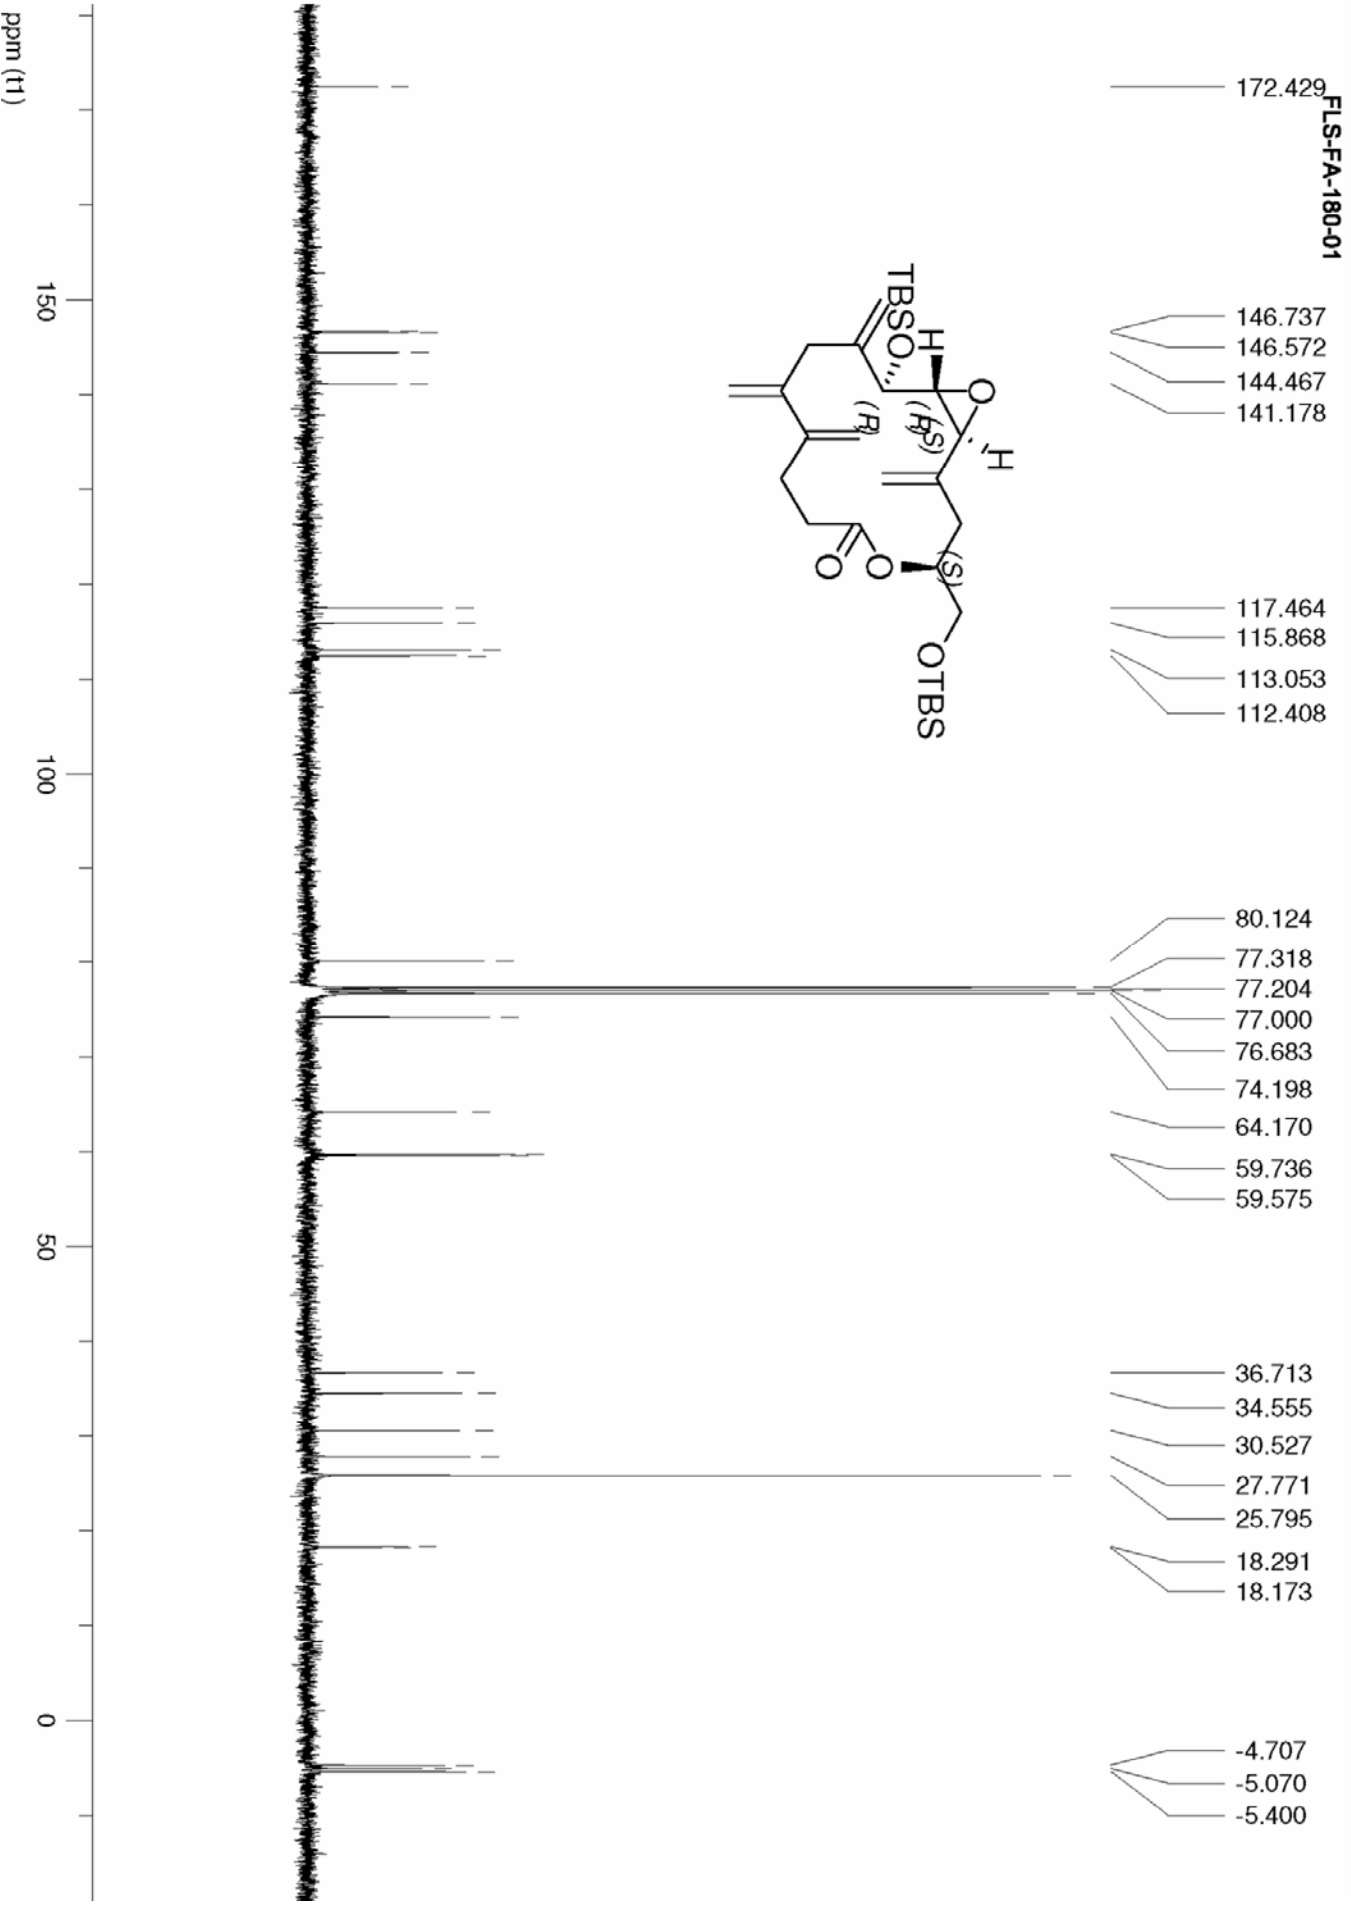 FLS-FA-180-01
172.429
146.737
146.572
144.467
141.178
117.464
115.868
113.053
112.408
80.124
77.318
77.204
77.000
76.683
74.198
64.170
59.736
59.575
36.713
34.555
30.527
27.771
25.795
18.291
18.173
-4.707
-5.070
-5.400
TBSO
H
O
H
(R)
(R)
(S)
(S)
O
O
OTBS
150
100
50
0
ppm (t1)